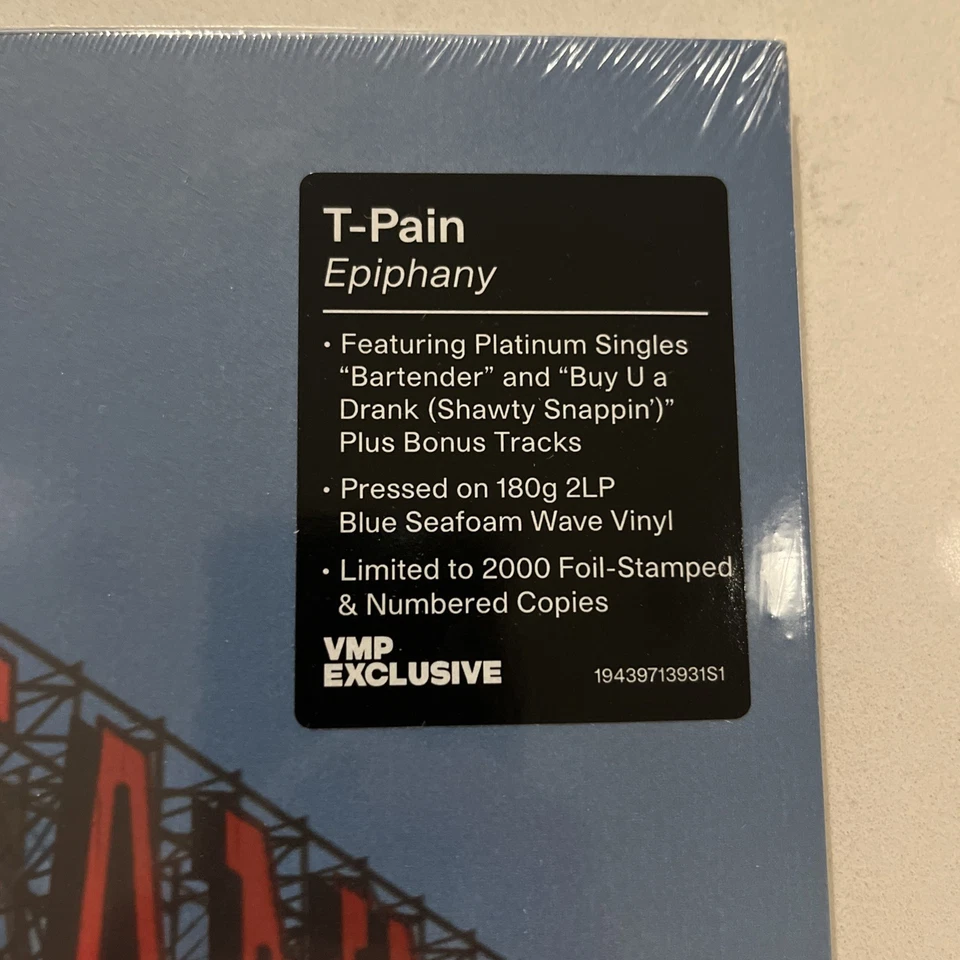 T-Pain
Epiphany
• Featuring Platinum Singles
“Bartender” and “Buy U a
Drank (Shawty Snappin’)”
Plus Bonus Tracks
• Pressed on 180g 2LP
Blue Seafoam Wave Vinyl
• Limited to 2000 Foil-Stamped
& Numbered Copies
VMP
EXCLUSIVE
19439713931S1